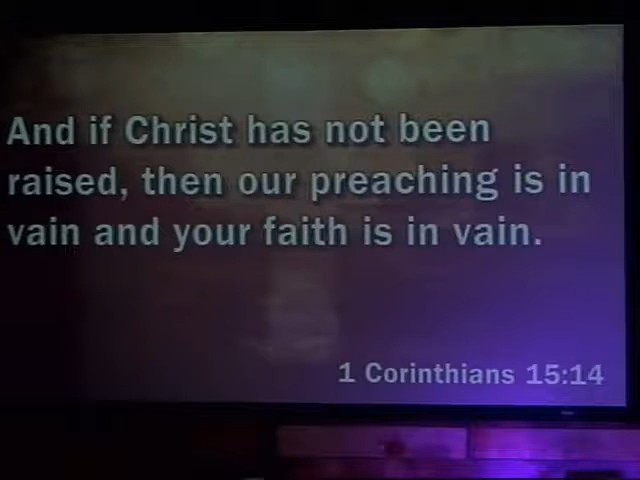 And if Christ has not been
raised, then our preaching is in
vain and your faith is in vain.
1 Corinthians 15:14